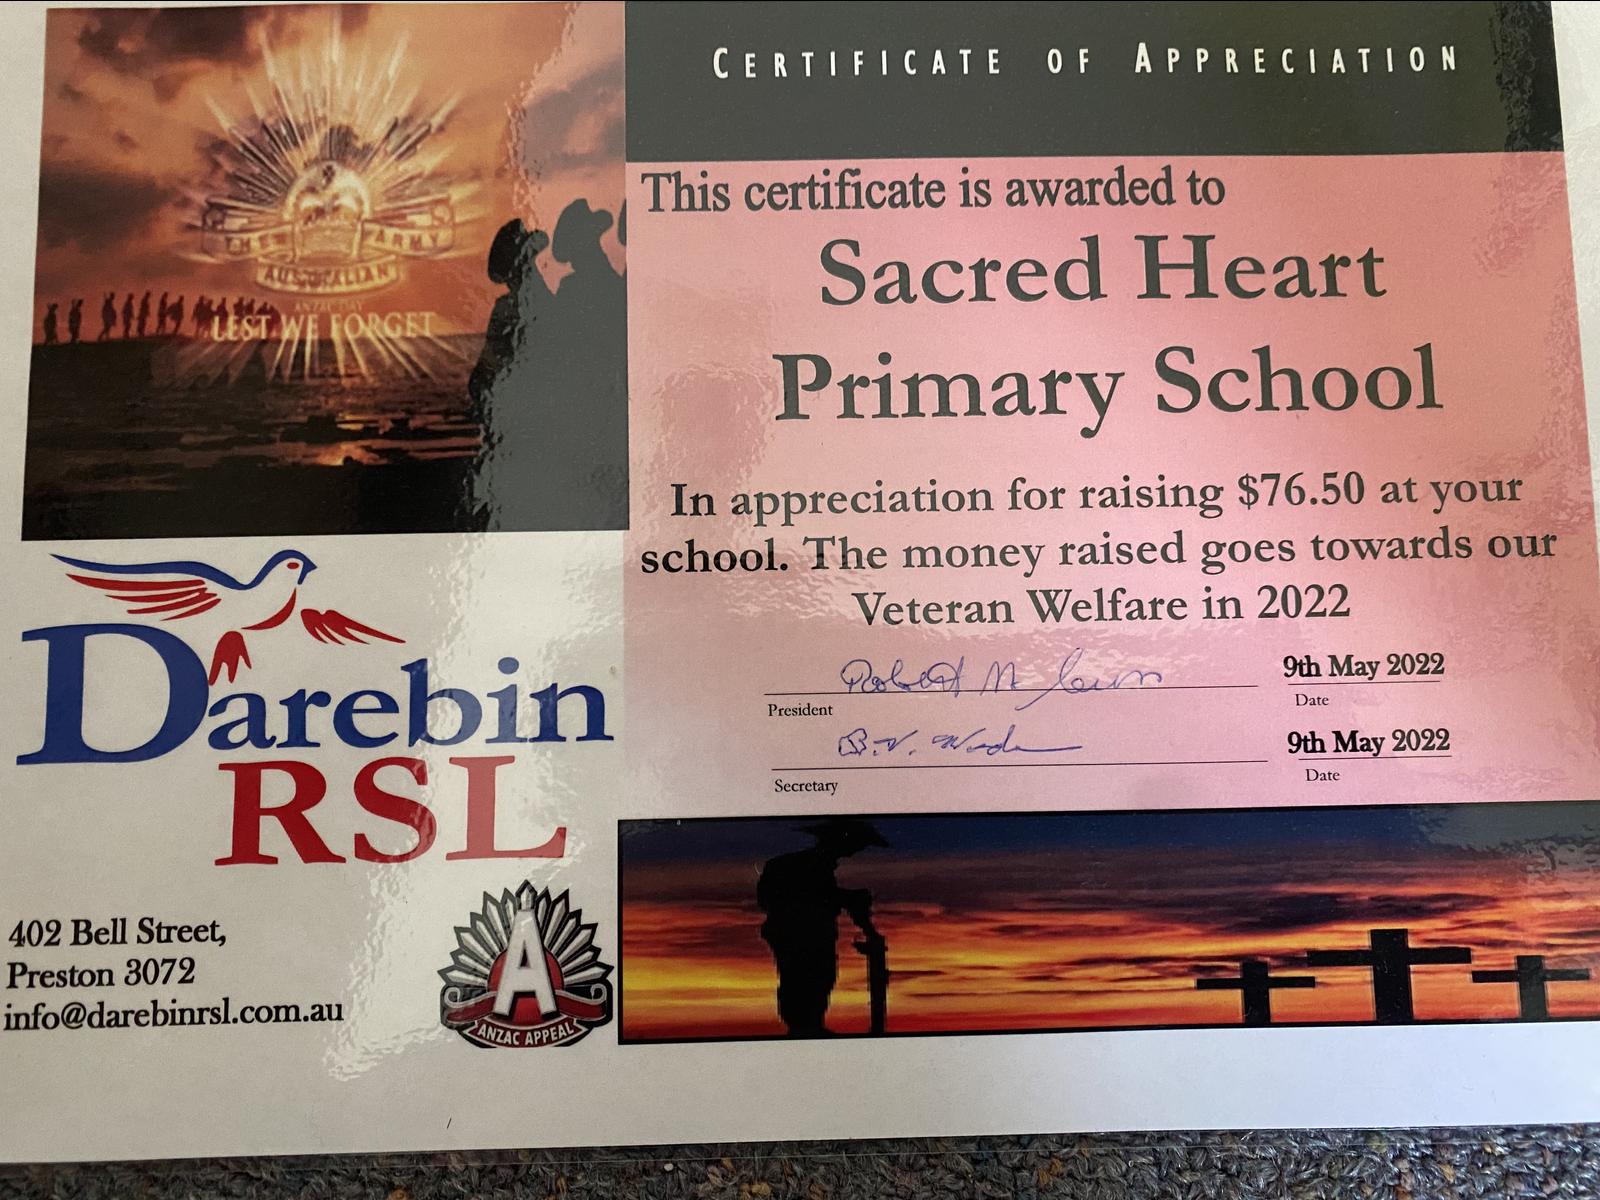 CERTIFICATE OF APPRECIATION
This certificate is awarded to
Sacred Heart
Primary School
In appreciation for raising $76.50 at your
school. The money raised goes towards our
Veteran Welfare in 2022
Robert M
President
9th May 2022
Date
B.V.
Secretary
9th May 2022
Date
THE ARMY
AUSTRALIAN
ANZAC DAY
LEST WE FORGET
Darebin
RSL
402 Bell Street,
Preston 3072
info@darebinrsl.com.au
A
ANZAC APPEAL